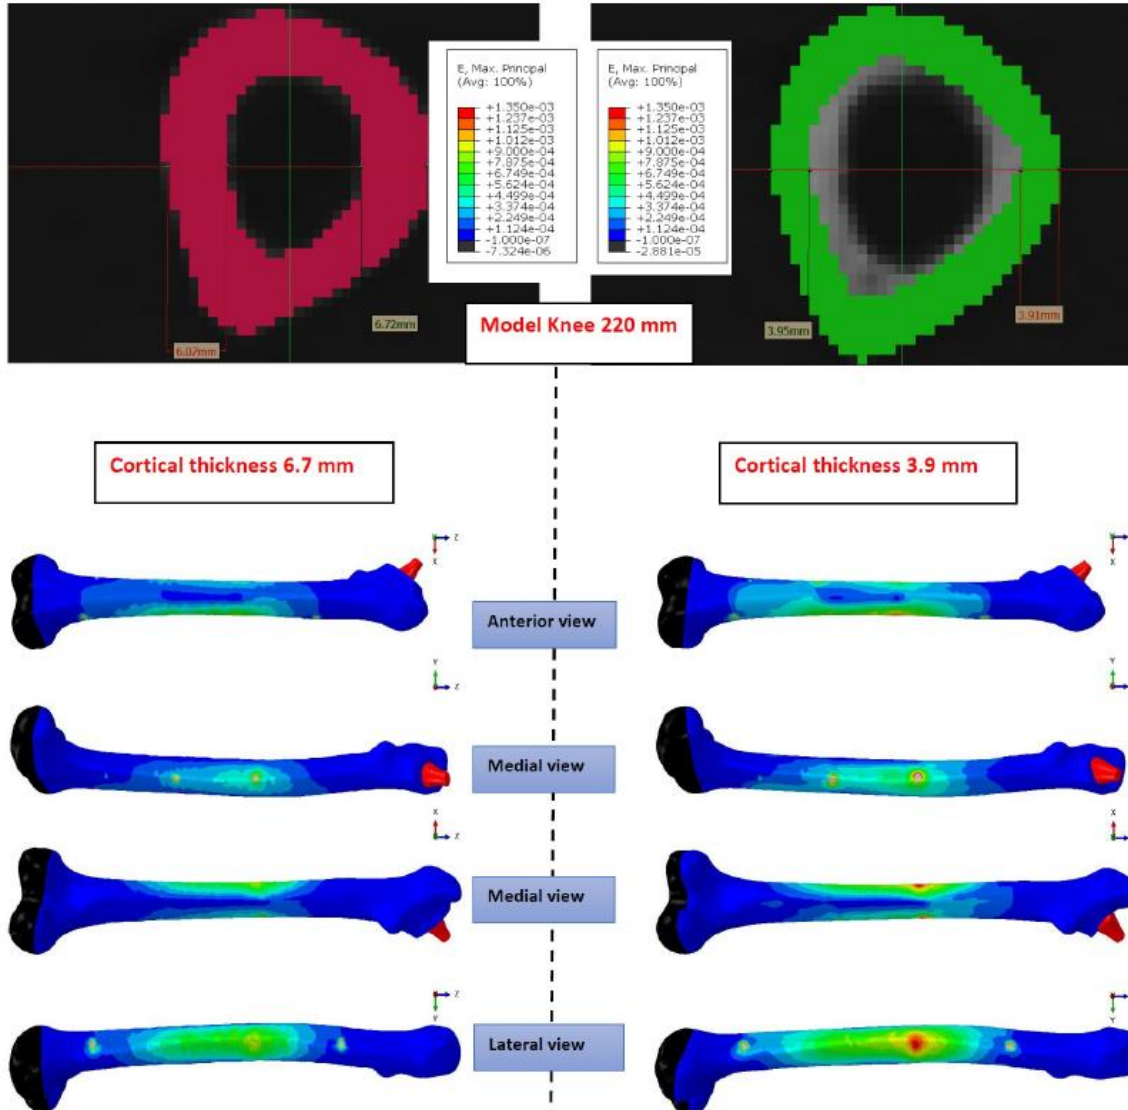 E, Max. Principal
(Avg: 100%)
+1.350e-03
+1.237e-03
+1.125e-03
+1.012e-03
+9.000e-04
+7.875e-04
+6.749e-04
+5.624e-04
+4.499e-04
+3.374e-04
+2.249e-04
+1.124e-04
-1.000e-07
-7.324e-06
E, Max. Principal
(Avg: 100%)
+1.350e-03
+1.237e-03
+1.125e-03
+1.012e-03
+9.000e-04
+7.875e-04
+6.749e-04
+5.624e-04
+4.499e-04
+3.374e-04
+2.249e-04
+1.124e-04
-1.000e-07
-2.881e-05
6.07mm
6.72mm
Model Knee 220 mm
3.95mm
3.91mm
Cortical thickness 6.7 mm
Cortical thickness 3.9 mm
Z
X
X
Anterior view
Y
Z
Y
Medial view
X
Z
X
Medial view
Z
Y
Y
Lateral view